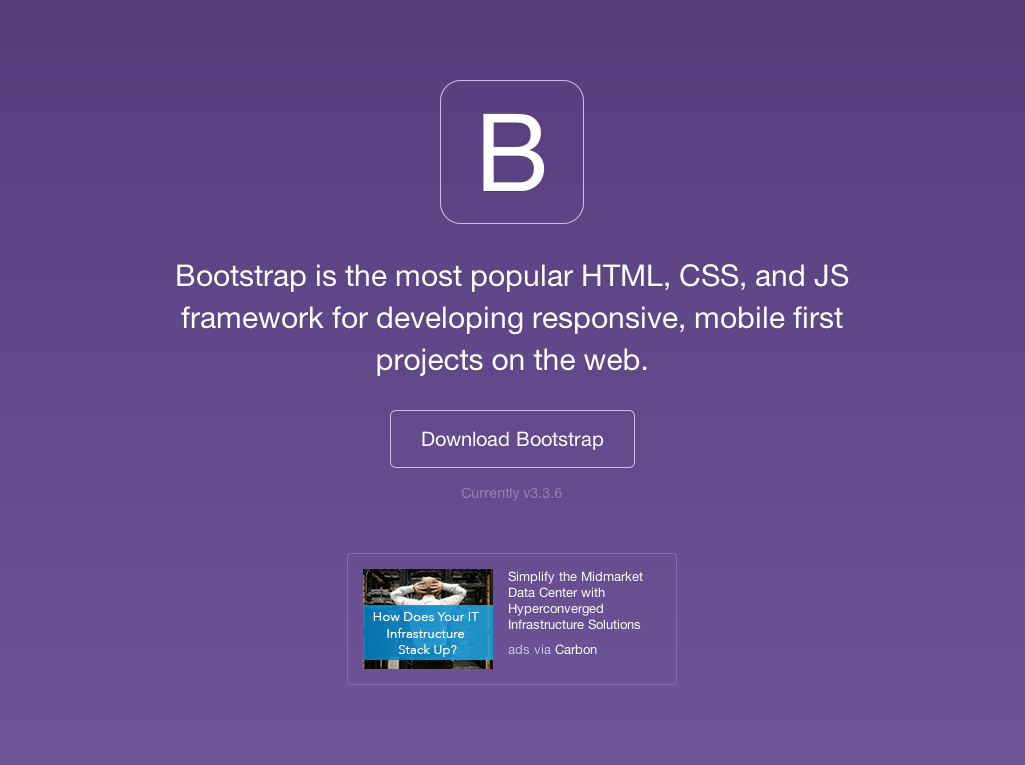 B
Bootstrap is the most popular HTML, CSS, and JS
framework for developing responsive, mobile first
projects on the web.
Download Bootstrap
Currently v3.3.6
How Does Your IT
Infrastructure
Stack Up?
Simplify the Midmarket
Data Center with
Hyperconverged
Infrastructure Solutions
ads via Carbon